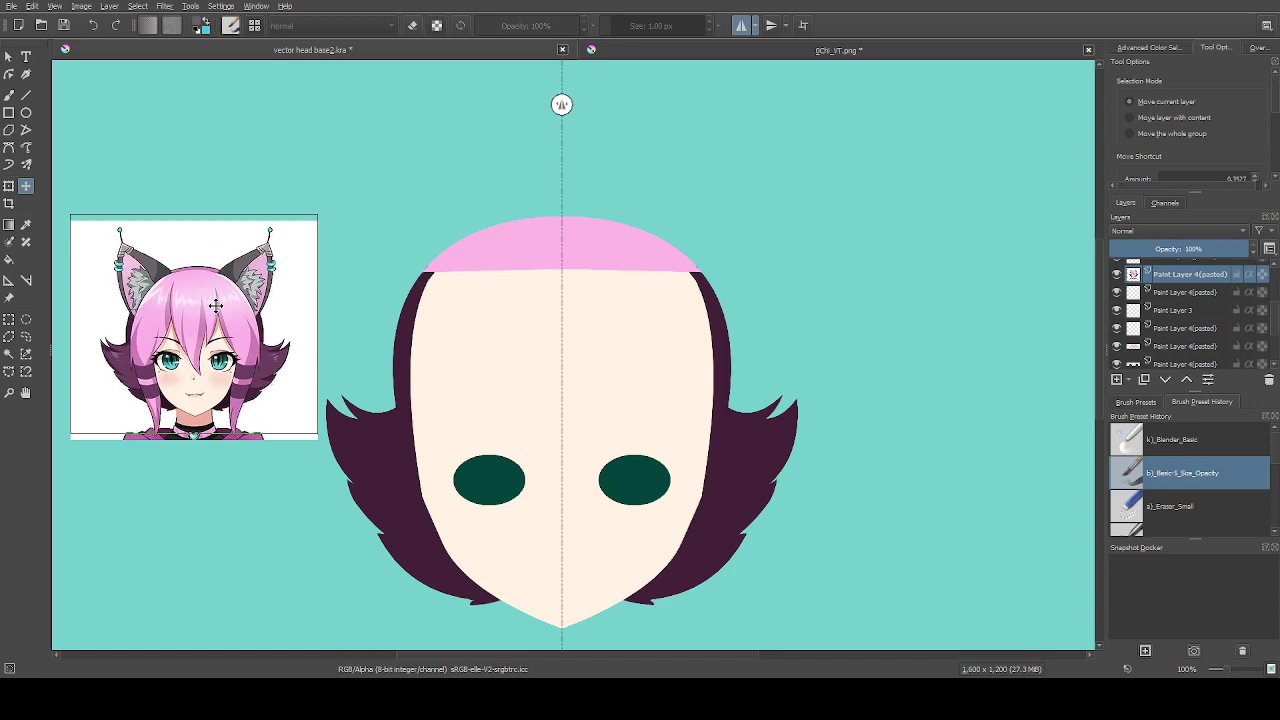 File Edit View Image Layer Select Filter Tools Settings Window Help
Normal Opacity: 100% Size: 1.00 px
vector head base2.kra * gChi_VT.png *
Advanced Color Sel... Tool Opt... Over...
Tool Options
Selection Mode
Move current layer
Move layer with content
Move the whole group
Move Shortcut
Amount: 0.3527
Layers Channels
Layers
Normal
Opacity: 100%
Paint Layer 4(pasted)
Paint Layer 4(pasted)
Paint Layer 3
Paint Layer 4(pasted)
Paint Layer 4(pasted)
Paint Layer 4(pasted)
Brush Presets Brush Preset History
Brush Preset History
k)_Blender_Basic
b)_Basic-5_Size_Opacity
a)_Eraser_Small
Snapshot Docker
RGB/Alpha (8-bit integer/channel) sRGB-elle-V2-srgbtrc.icc 1,600 x 1,200 (27.3 MiB) 100%